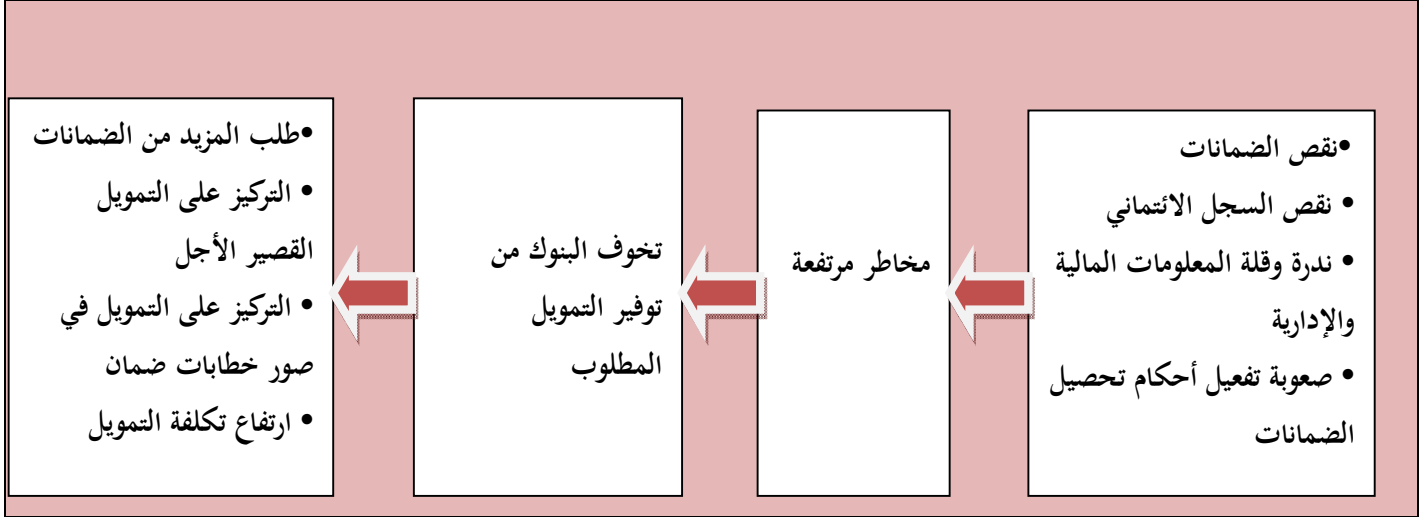 •نقص الضمانات
• نقص السجل الائتماني
• ندرة وقلة المعلومات المالية
والإدارية
• صعوبة تفعيل أحكام تحصيل
الضمانات
مخاطر مرتفعة
تخوف البنوك من
توفير التمويل
المطلوب
•طلب المزيد من الضمانات
• التركيز على التمويل
القصير الأجل
• التركيز على التمويل في
صور خطابات ضمان
• ارتفاع تكلفة التمويل